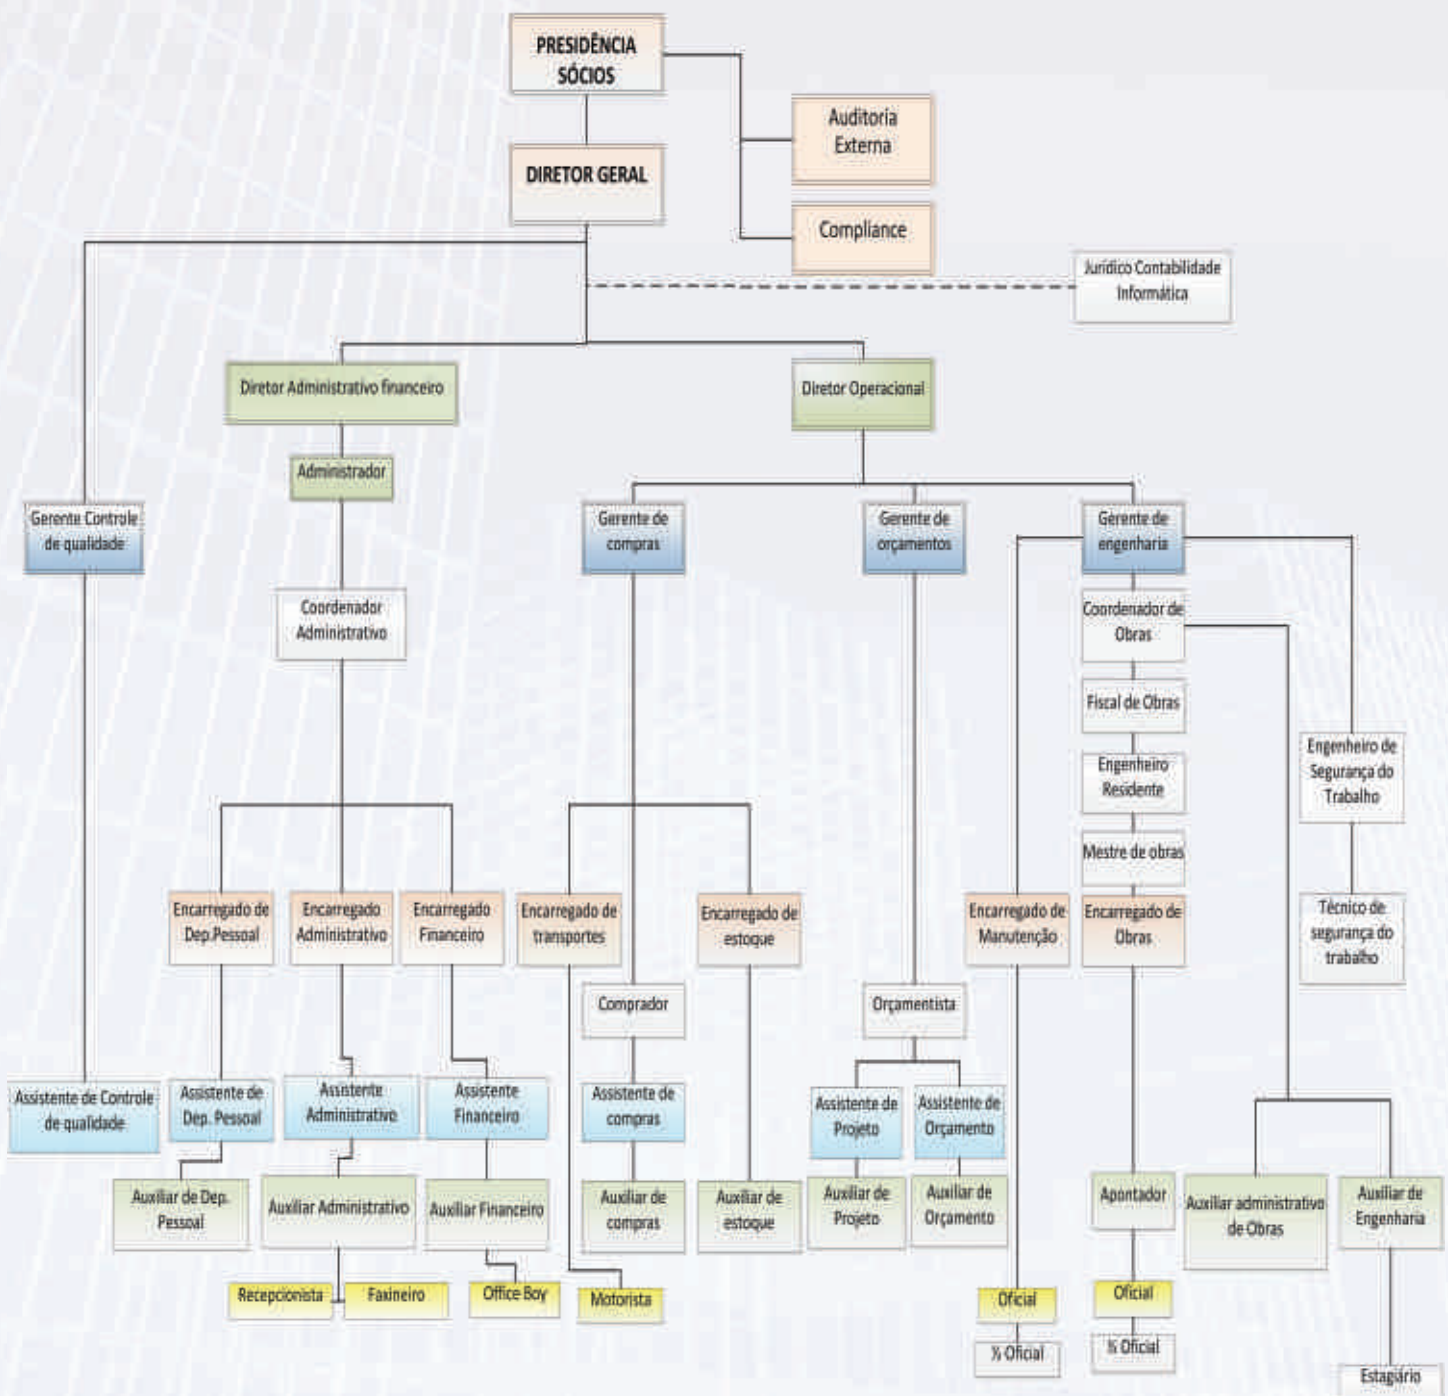 PRESIDÊNCIA
SÓCIOS
Auditoria
Externa
DIRETOR GERAL
Compliance
Jurídico Contabilidade
Informática
Diretor Administrativo financeiro
Diretor Operacional
Administrador
Gerente Controle
de qualidade
Gerente de
compras
Gerente de
orçamentos
Gerente de
engenharia
Coordenador
Administrativo
Coordenador de
Obras
Fiscal de Obras
Engenheiro
Residente
Engenheiro de
Segurança do
Trabalho
Mestre de obras
Encarregado de
Dep.Pessoal
Encarregado
Administrativo
Encarregado
Financeiro
Encarregado de
transportes
Encarregado de
estoque
Encarregado de
Manutenção
Encarregado de
Obras
Técnico de
segurança do
trabalho
Comprador
Orçamentista
Assistente de Controle
de qualidade
Assistente de
Dep. Pessoal
Assistente
Administrativo
Assistente
Financeiro
Assistente de
compras
Assistente de
Projeto
Assistente de
Orçamento
Auxiliar de Dep.
Pessoal
Auxiliar Administrativo
Auxiliar Financeiro
Auxiliar de
compras
Auxiliar de
estoque
Auxiliar de
Projeto
Auxiliar de
Orçamento
Apontador
Auxiliar administrativo
de Obras
Auxiliar de
Engenharia
Recepcionista
Faxineiro
Office Boy
Motorista
Oficial
Oficial
½ Oficial
½ Oficial
Estagiário